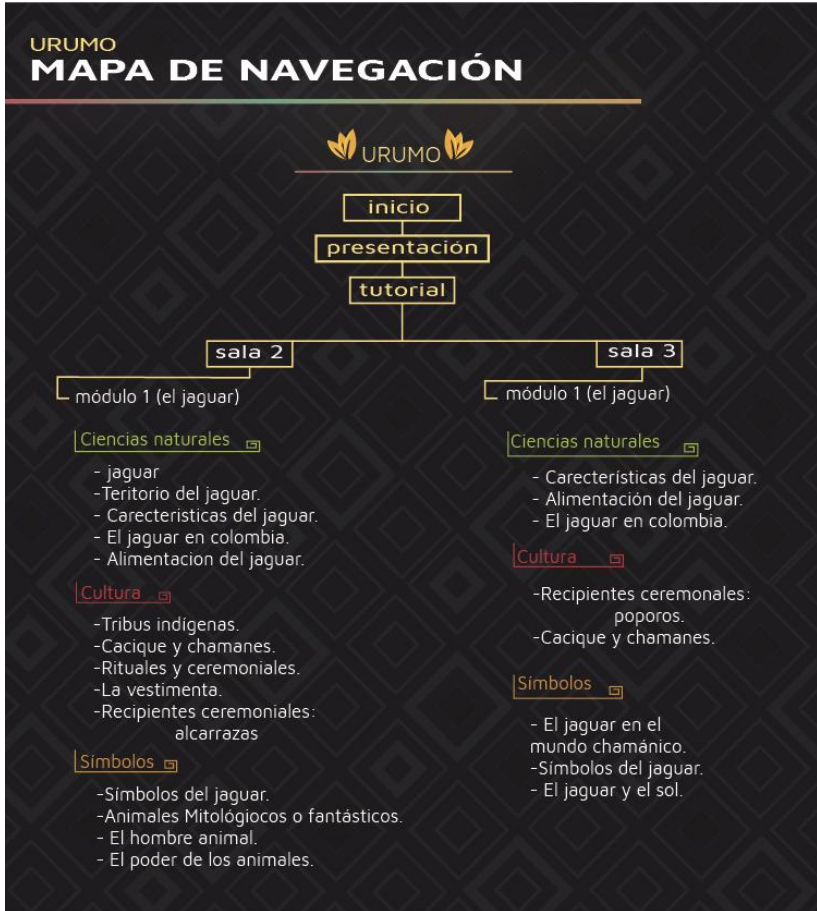 URUMO
MAPA DE NAVEGACIÓN
URUMO
inicio
presentación
tutorial
sala 2
módulo 1 (el jaguar)
Ciencias naturales
- jaguar
-Teritorio del jaguar.
- Carecteristicas del jaguar.
- El jaguar en colombia.
- Alimentacion del jaguar.
Cultura
-Tribus indígenas.
-Cacique y chamanes.
-Rituales y ceremoniales.
-La vestimenta.
-Recipientes ceremoniales:
alcarrazas
Símbolos
-Símbolos del jaguar.
-Animales Mitológiocos o fantásticos.
- El hombre animal.
- El poder de los animales.
sala 3
módulo 1 (el jaguar)
Ciencias naturales
- Carecterísticas del jaguar.
- Alimentación del jaguar.
- El jaguar en colombia.
Cultura
-Recipientes ceremonales:
poporos.
-Cacique y chamanes.
Símbolos
- El jaguar en el
mundo chamánico.
-Símbolos del jaguar.
- El jaguar y el sol.